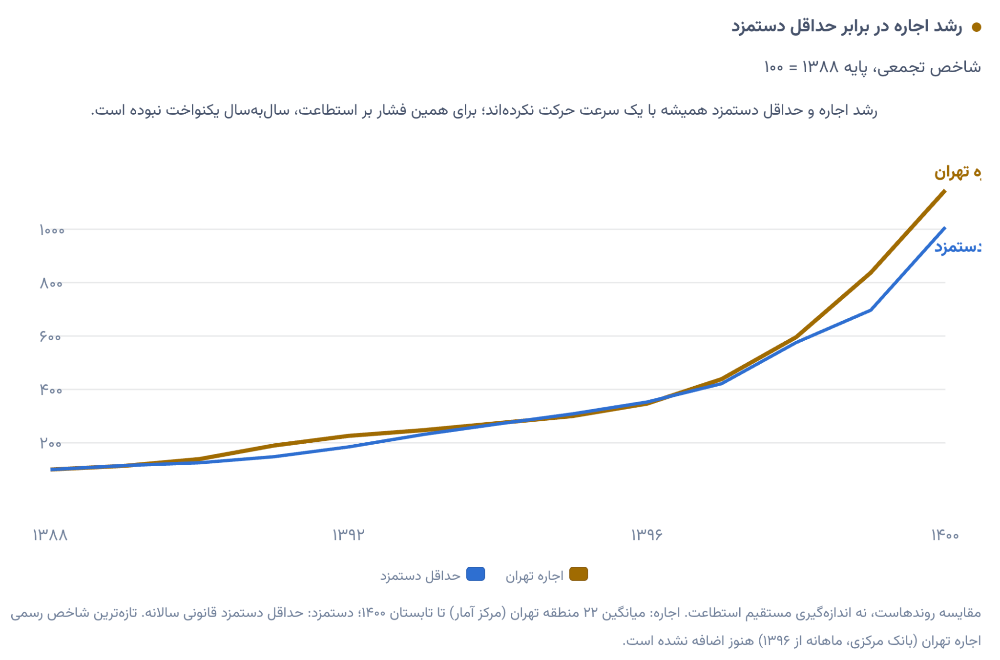 رشد اجاره در برابر حداقل دستمزد
شاخص تجمعی، پایه ۱۳۸۸ = ۱۰۰
رشد اجاره و حداقل دستمزد همیشه با یک سرعت حرکت نکرده‌اند؛ برای همین فشار بر استطاعت، سال‌به‌سال یکنواخت نبوده است.
ه تهران
۱۰۰۰
دستمزد
۸۰۰
۶۰۰
۴۰۰
۲۰۰
۱۳۸۸
۱۳۹۲
۱۳۹۶
۱۴۰۰
اجاره تهران
حداقل دستمزد
مقایسه روندهاست، نه اندازه‌گیری مستقیم استطاعت. اجاره: میانگین ۲۲ منطقه تهران (مرکز آمار) تا تابستان ۱۴۰۰؛ دستمزد: حداقل دستمزد قانونی سالانه. تازه‌ترین شاخص رسمی
اجاره تهران (بانک مرکزی، ماهانه از ۱۳۹۶) هنوز اضافه نشده است.